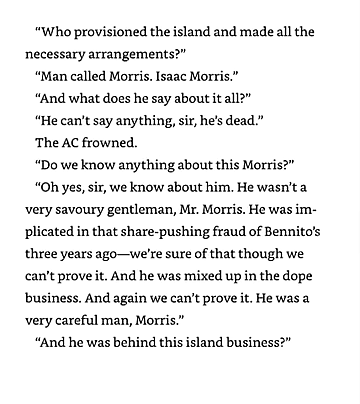 “Who provisioned the island and made all the
necessary arrangements?”
“Man called Morris. Isaac Morris.”
“And what does he say about it all?”
“He can’t say anything, sir, he’s dead.”
The AC frowned.
“Do we know anything about this Morris?”
“Oh yes, sir, we know about him. He wasn’t a
very savoury gentleman, Mr. Morris. He was im-
plicated in that share-pushing fraud of Bennito’s
three years ago—we’re sure of that though we
can’t prove it. And he was mixed up in the dope
business. And again we can’t prove it. He was a
very careful man, Morris.”
“And he was behind this island business?”